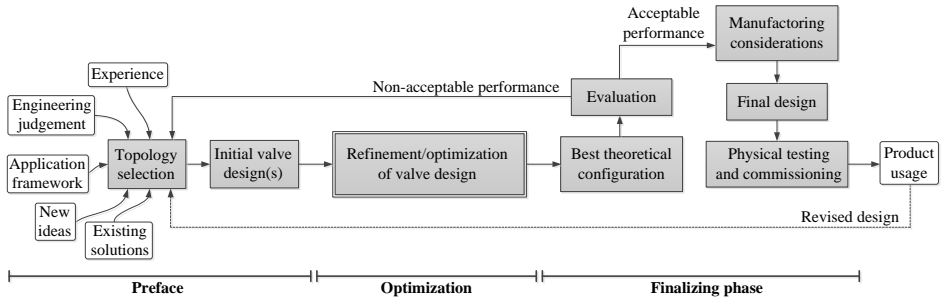 Acceptable
performance
Manufactoring
considerations
Experience
Non-acceptable performance
Evaluation
Final design
Engineering
judgement
Topology
selection
Initial valve
design(s)
Refinement/optimization
of valve design
Best theoretical
configuration
Physical testing
and commissioning
Product
usage
Application
framework
New
ideas
Existing
solutions
Revised design
Preface
Optimization
Finalizing phase